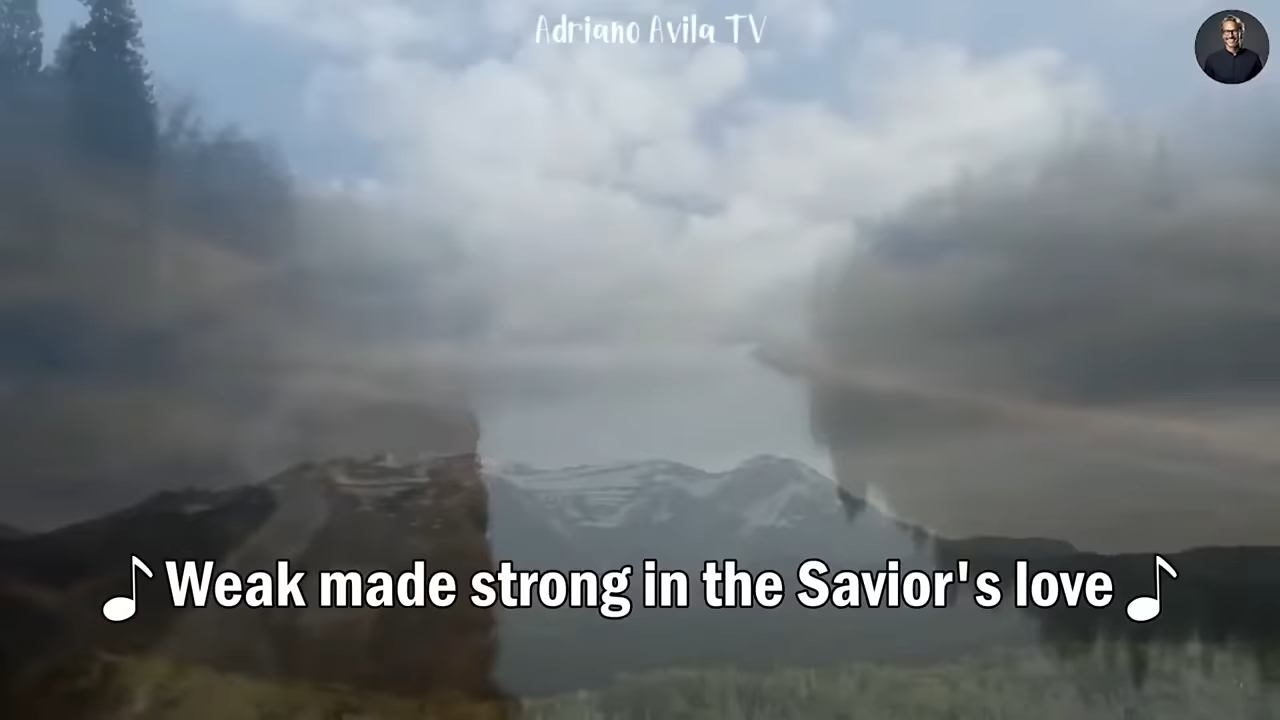 Adriano Avila TV
♪ Weak made strong in the Savior's love ♪